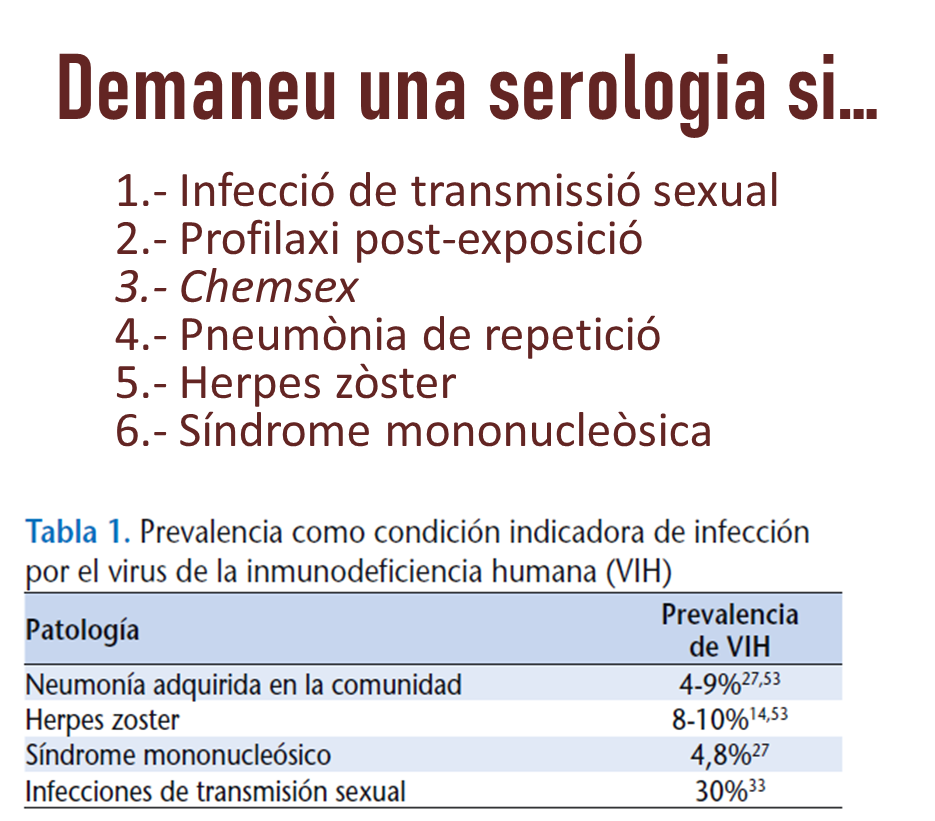 Demaneu una serologia si...
1.- Infecció de transmissió sexual
2.- Profilaxi post-exposició
3.- Chemsex
4.- Pneumònia de repetició
5.- Herpes zòster
6.- Síndrome mononucleòsica
Tabla 1. Prevalencia como condición indicadora de infección
por el virus de la inmunodeficiencia humana (VIH)
Patología Prevalencia
de VIH
Neumonía adquirida en la comunidad 4-9%27,53
Herpes zoster 8-10%14,53
Síndrome mononucleósico 4,8%27
Infecciones de transmisión sexual 30%33